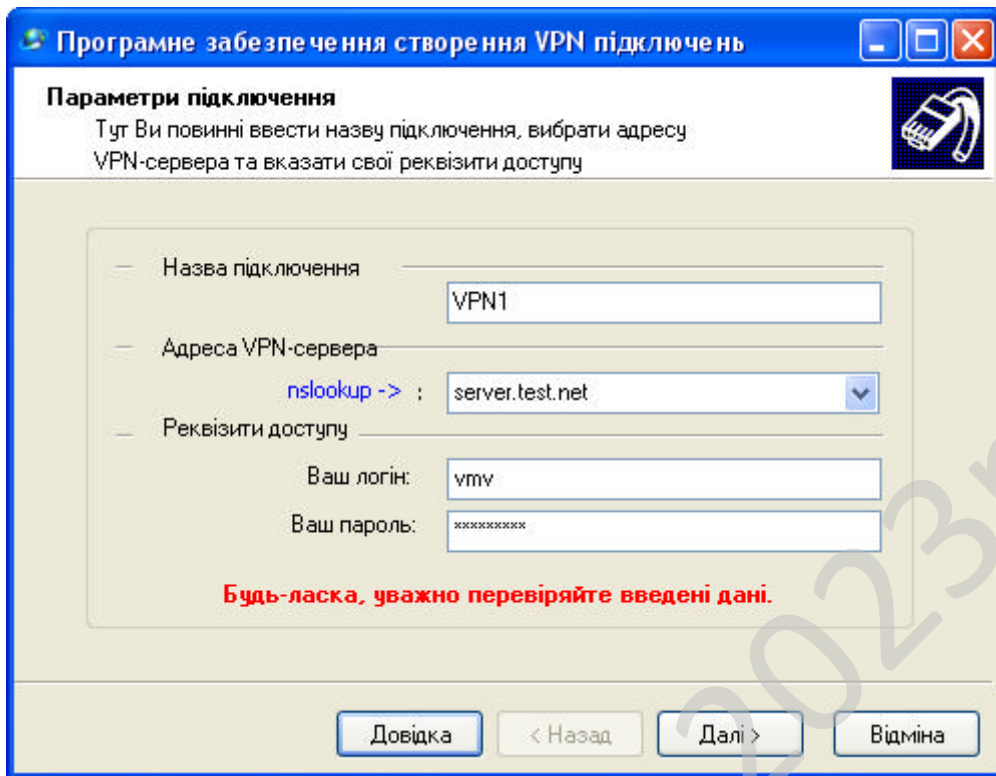 Програмне забезпечення створення VPN підключень
Параметри підключення
Тут Ви повинні ввести назву підключення, вибрати адресу
VPN-сервера та вказати свої реквізити доступу
Назва підключення
VPN1
Адреса VPN-сервера
nslookup -> : server.test.net
Реквізити доступу
Ваш логін: vmv
Ваш пароль: *********
Будь-ласка, уважно перевіряйте введені дані.
Довідка < Назад Далі > Відміна
2023